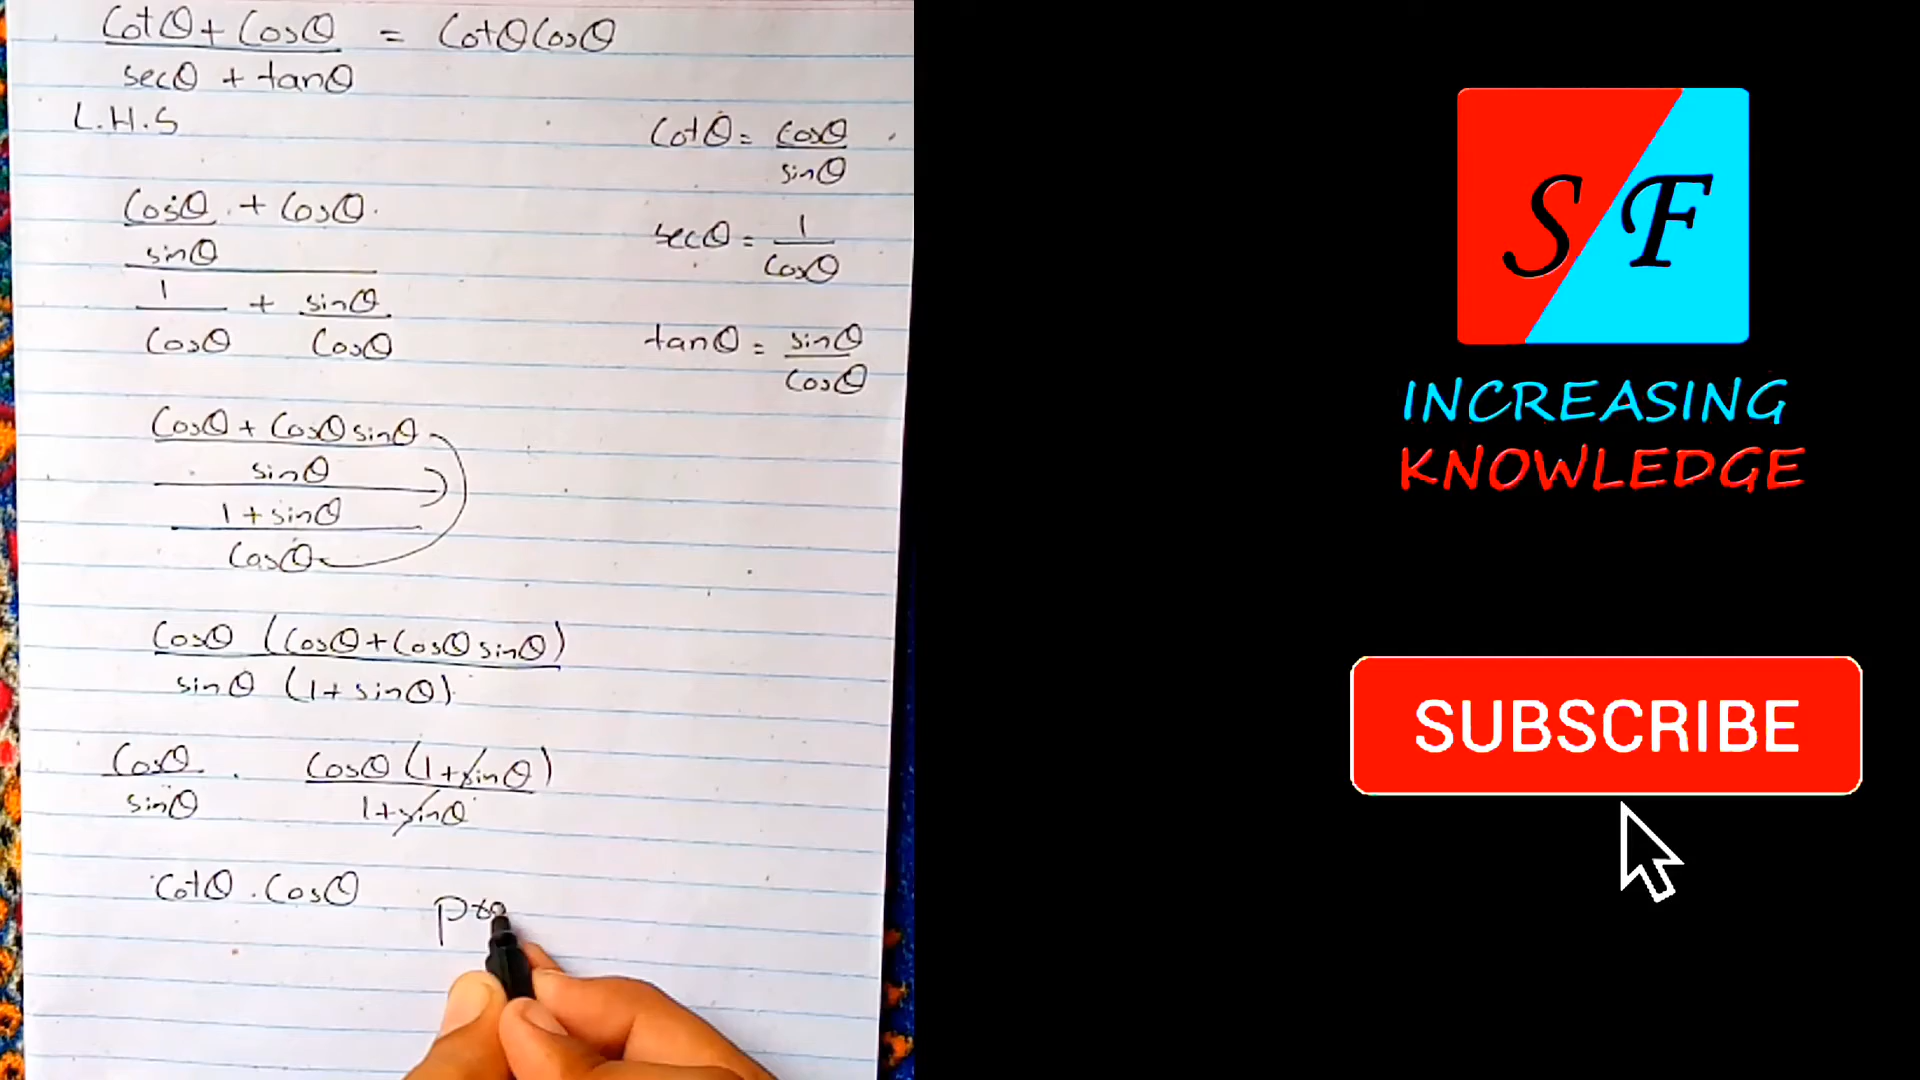 Cotθ + Cosθ = Cotθ Cosθ
secθ + tanθ
L.H.S
Cosθ + Cosθ
sinθ
1 + sinθ
Cosθ Cosθ
Cosθ + Cosθ sinθ
sinθ
1 + sinθ
Cosθ
Cosθ (Cosθ + Cosθ sinθ)
sinθ (1 + sinθ)
Cosθ . Cosθ (1 + sinθ)
sinθ 1 + sinθ
Cotθ . Cosθ pro
Cotθ = Cosθ
sinθ
secθ = 1
Cosθ
tanθ = sinθ
Cosθ
SF
INCREASING
KNOWLEDGE
SUBSCRIBE